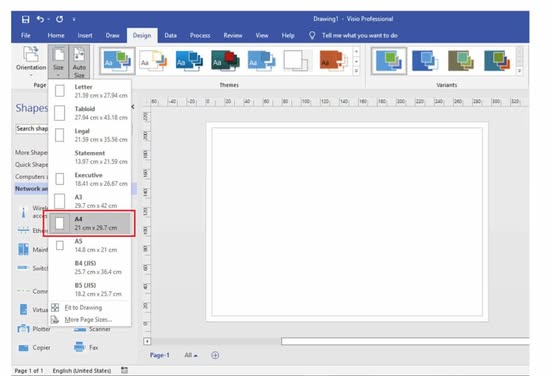 Drawing1 - Visio Professional
File Home Insert Draw Design Data Process Review View Help Tell me what you want to do
Orientation Size Auto Size
Page
Themes
Variants
Letter
21.59 cm x 27.94 cm
Tabloid
27.94 cm x 43.18 cm
Legal
21.59 cm x 35.56 cm
Statement
13.97 cm x 21.59 cm
Executive
18.41 cm x 26.67 cm
A3
29.7 cm x 42 cm
A4
21 cm x 29.7 cm
A5
14.8 cm x 21 cm
B4 (JIS)
25.7 cm x 36.4 cm
B5 (JIS)
18.2 cm x 25.7 cm
Fit to Drawing
More Page Sizes...
Shapes
Search shap
More Shape
Quick Shape
Computers a
Network an
Wirele
acces
Ether
Mainf
Switc
Comm
Virtua
Plotter Scanner
Copier Fax
Page-1 All
Page 1 of 1 English (United States)